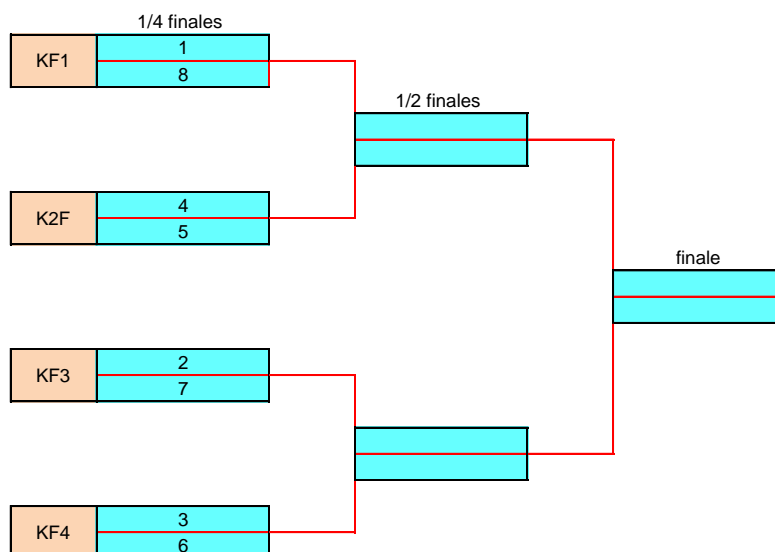 1/4 finales
KF1
1
8
1/2 finales
K2F
4
5
finale
KF3
2
7
KF4
3
6